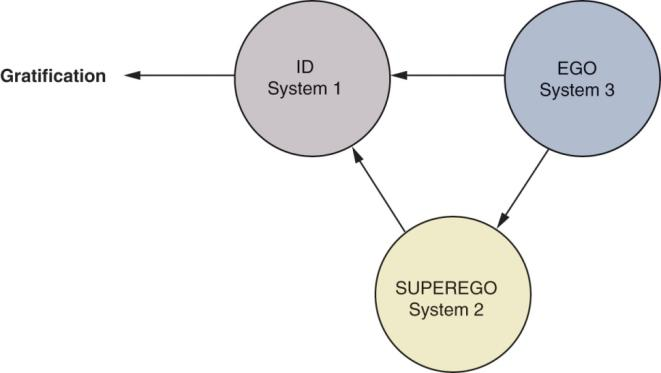 Gratification
ID
System 1
EGO
System 3
SUPEREGO
System 2